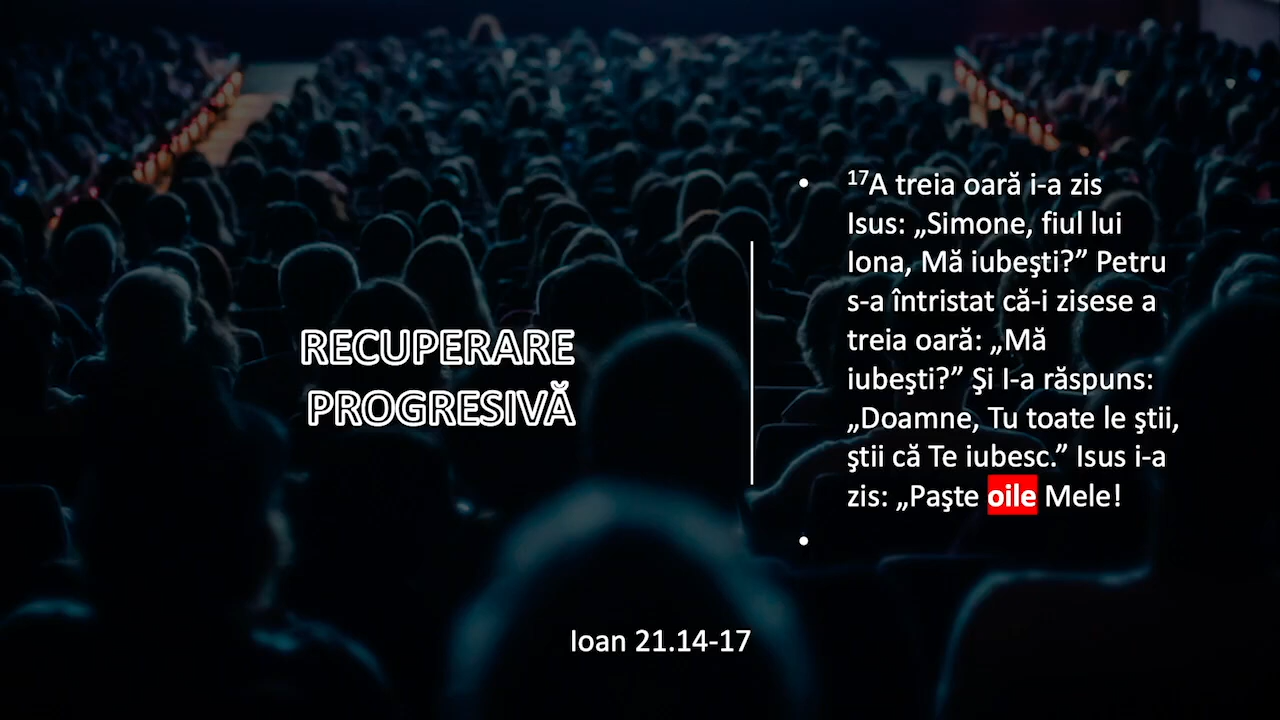 RECUPERARE
PROGRESIVĂ
• ¹⁷A treia oară i-a zis
Isus: „Simone, fiul lui
Iona, Mă iubeşti?” Petru
s-a întristat că-i zisese a
treia oară: „Mă
iubeşti?” Şi I-a răspuns:
„Doamne, Tu toate le ştii,
ştii că Te iubesc.” Isus i-a
zis: „Paşte oile Mele!
•
Ioan 21.14-17